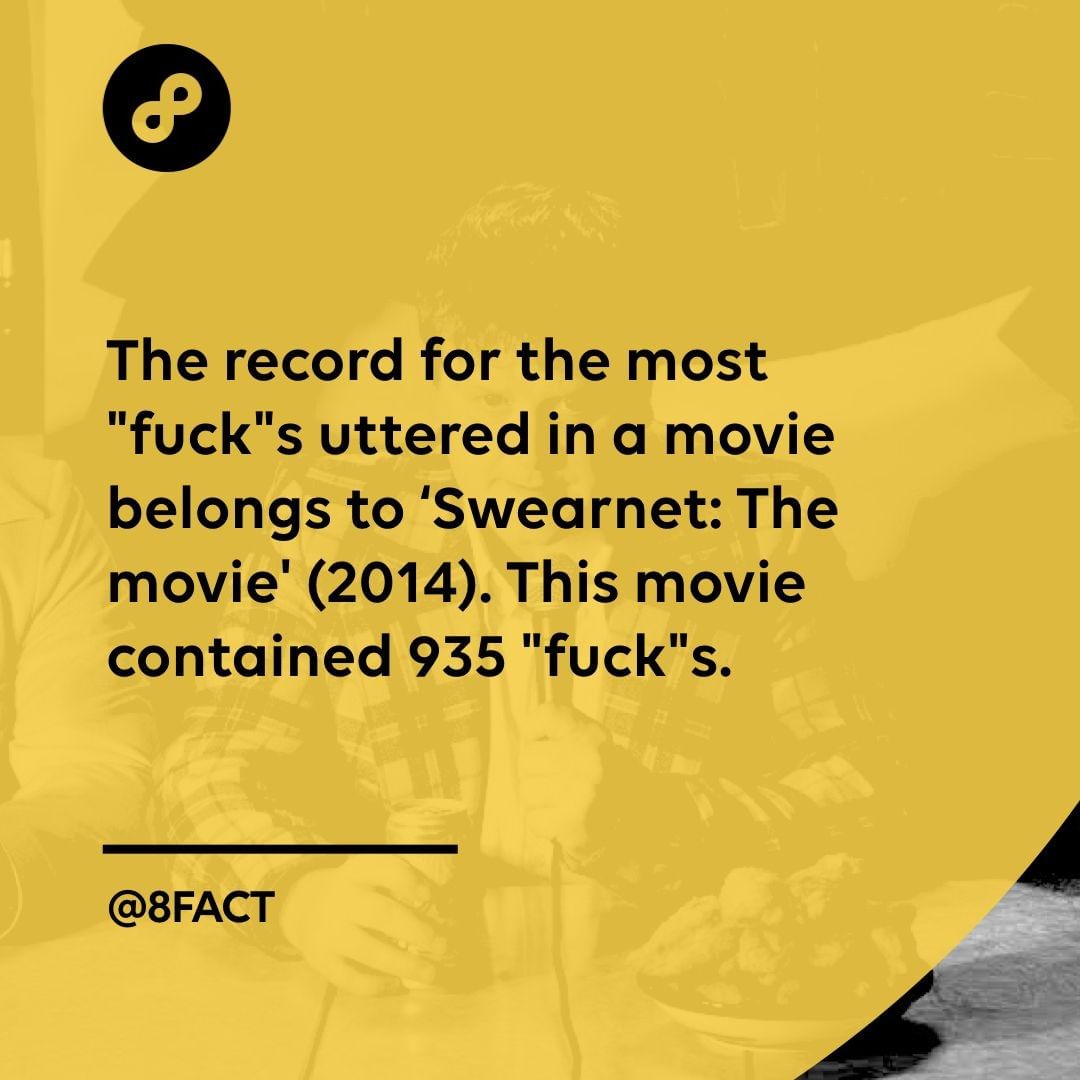 The record for the most
"fuck"s uttered in a movie
belongs to ‘Swearnet: The
movie' (2014). This movie
contained 935 "fuck"s.
@8FACT